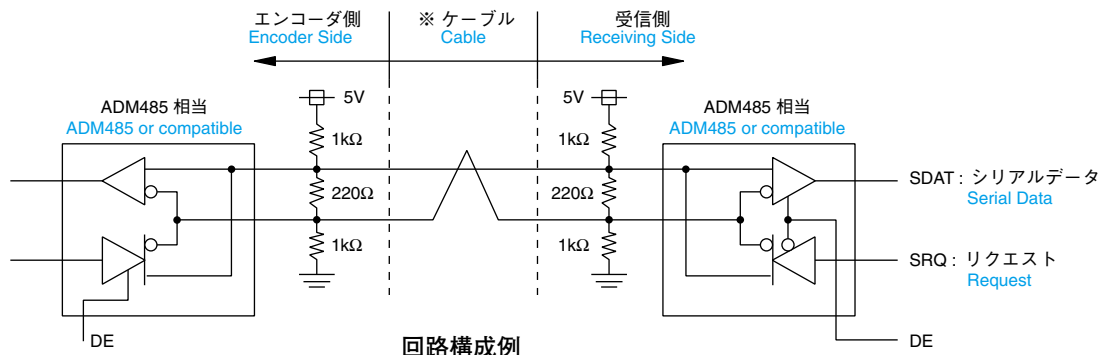 エンコーダ側
Encoder Side
※ ケーブル
Cable
受信側
Receiving Side
ADM485 相当
ADM485 or compatible
5V
1kΩ
220Ω
1kΩ
DE
5V
1kΩ
220Ω
1kΩ
ADM485 相当
ADM485 or compatible
SDAT : シリアルデータ
Serial Data
SRQ : リクエスト
Request
DE
回路構成例